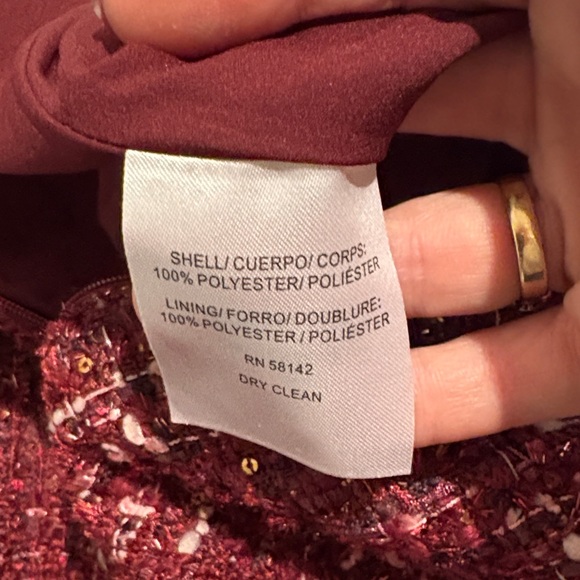 SHELL/ CUERPO/ CORPS:
100% POLYESTER/ POLIÉSTER
LINING/ FORRO/ DOUBLURE:
100% POLYESTER / POLIÉSTER
RN 58142
DRY CLEAN